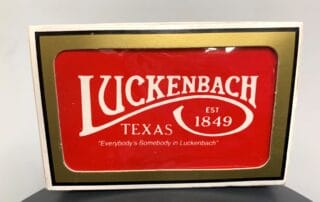 LUCKENBACH
EST
TEXAS 1849
"Everybody's Somebody in Luckenbach"